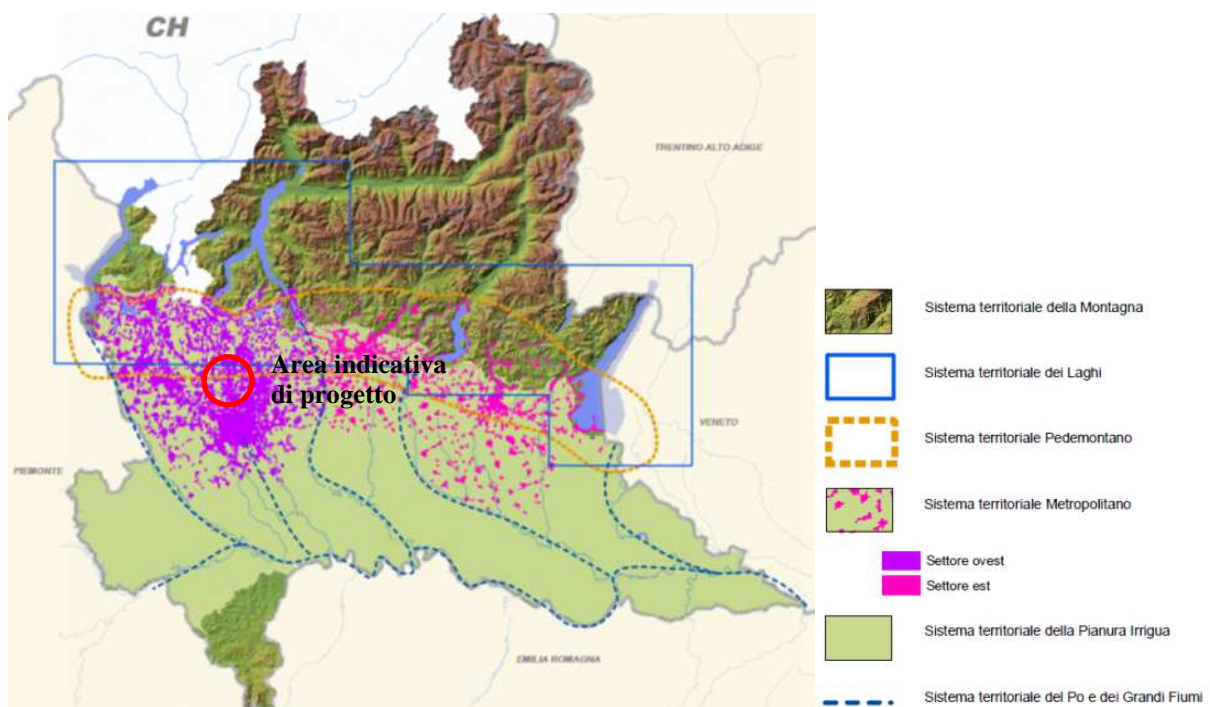 CH
TRENTINO ALTO ADIGE
Area indicativa
di progetto
VENETO
PIEMONTE
EMILIA ROMAGNA
Sistema territoriale della Montagna
Sistema territoriale dei Laghi
Sistema territoriale Pedemontano
Sistema territoriale Metropolitano
Settore ovest
Settore est
Sistema territoriale della Pianura Irrigua
Sistema territoriale del Po e dei Grandi Fiumi